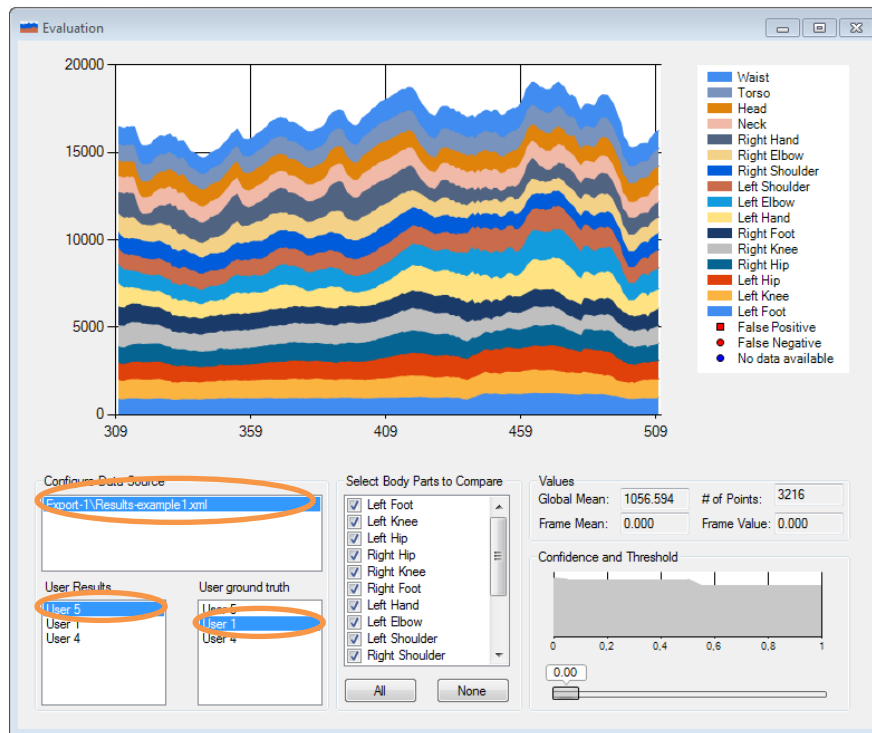 Evaluation
20000
15000
10000
5000
0
309 359 409 459 509
Waist
Torso
Head
Neck
Right Hand
Right Elbow
Right Shoulder
Left Shoulder
Left Elbow
Left Hand
Right Foot
Right Knee
Right Hip
Left Hip
Left Knee
Left Foot
False Positive
False Negative
No data available
Configure Data Source
Export-1\Results-example1.xml
User Results
User 5
User 1
User 4
User ground truth
User 5
User 1
User 4
Select Body Parts to Compare
Left Foot
Left Knee
Left Hip
Right Hip
Right Knee
Right Foot
Left Hand
Left Elbow
Left Shoulder
Right Shoulder
All None
Values
Global Mean: 1056.594 # of Points: 3216
Frame Mean: 0.000 Frame Value: 0.000
Confidence and Threshold
0 0,2 0,4 0,6 0,8 1
0.00